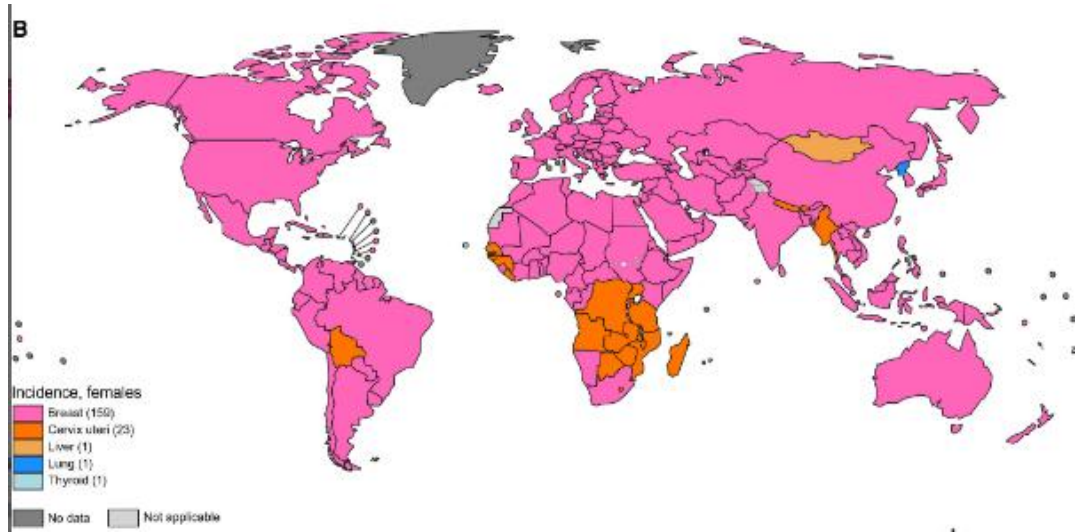 B
Incidence, females
Breast (159)
Cervix uteri (23)
Liver (1)
Lung (1)
Thyroid (1)
No data
Not applicable